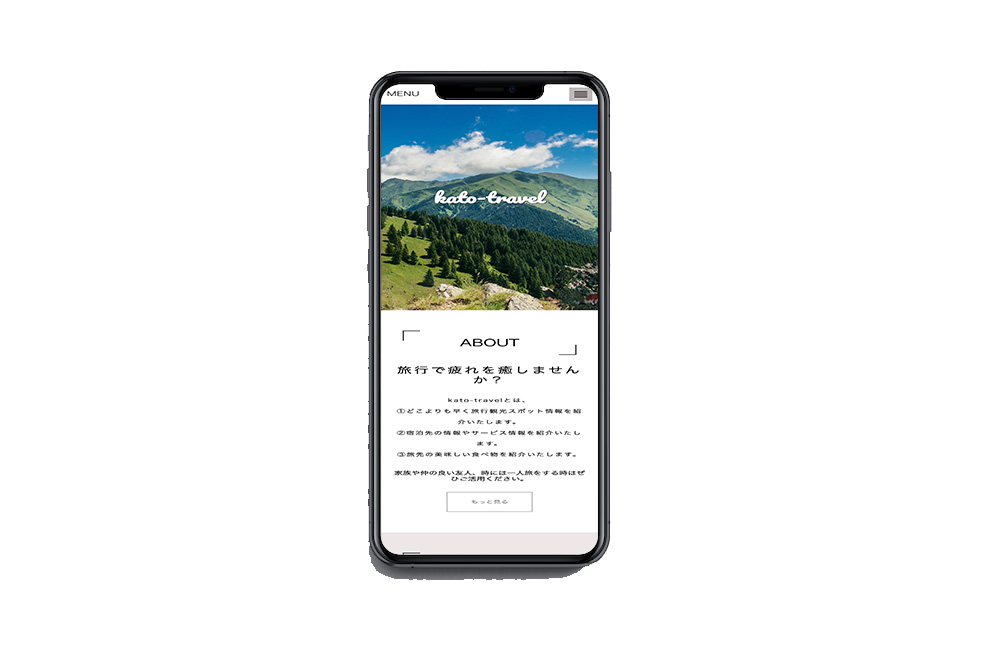 MENU
kato-travel
ABOUT
旅行で疲れを癒しません
か？
kato-travelとは、
①どこよりも早く旅行観光スポット情報を紹
介いたします。
②宿泊先の情報やサービス情報を紹介いたし
ます。
③旅先の美味しい食べ物を紹介いたします。
家族や仲の良い友人、時には一人旅をする時はぜ
ひご活用ください。
もっと見る